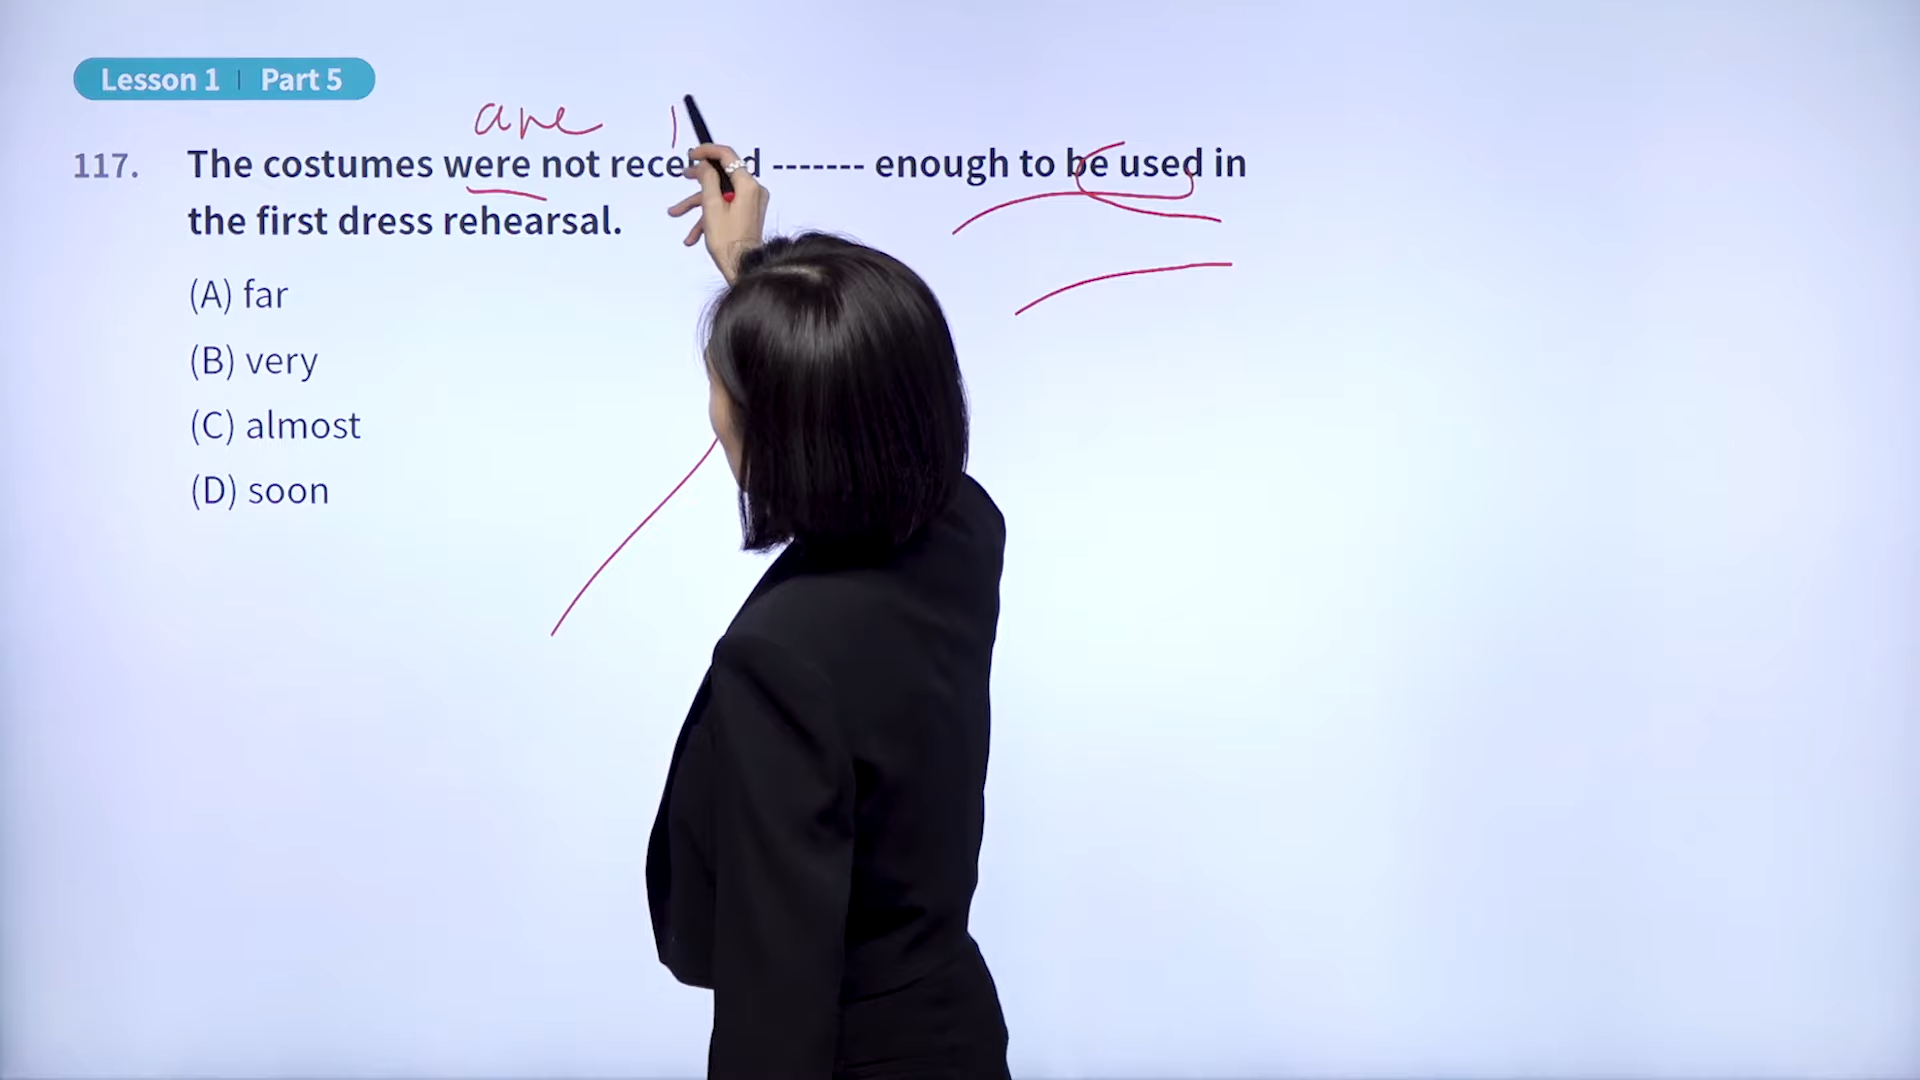 Lesson 1 | Part 5
are
117. The costumes were not received ------- enough to be used in
the first dress rehearsal.
(A) far
(B) very
(C) almost
(D) soon